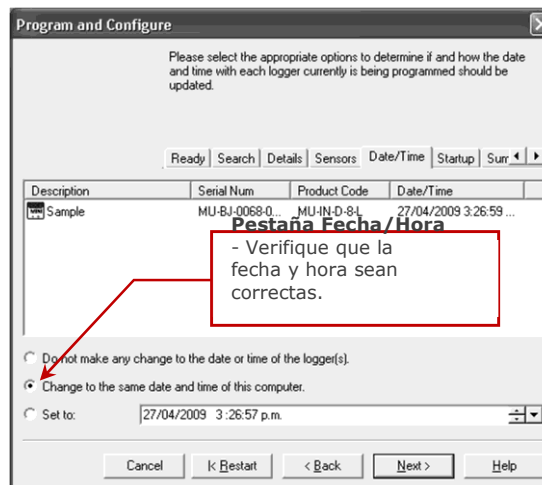 Program and Configure
Please select the appropriate options to determine if and how the date
and time with each logger currently is being programmed should be
updated.
Ready Search Details Sensors Date/Time Startup Sum
Description Serial Num Product Code Date/Time
Sample MU-BJ-0068-0... MU-IN-D-8-L 27/04/2009 3:26:59 ...
Pestaña Fecha/Hora
- Verifique que la
fecha y hora sean
correctas.
Do not make any change to the date or time of the logger(s).
Change to the same date and time of this computer.
Set to: 27/04/2009 3:26:57 p.m.
Cancel |< Restart < Back Next > Help